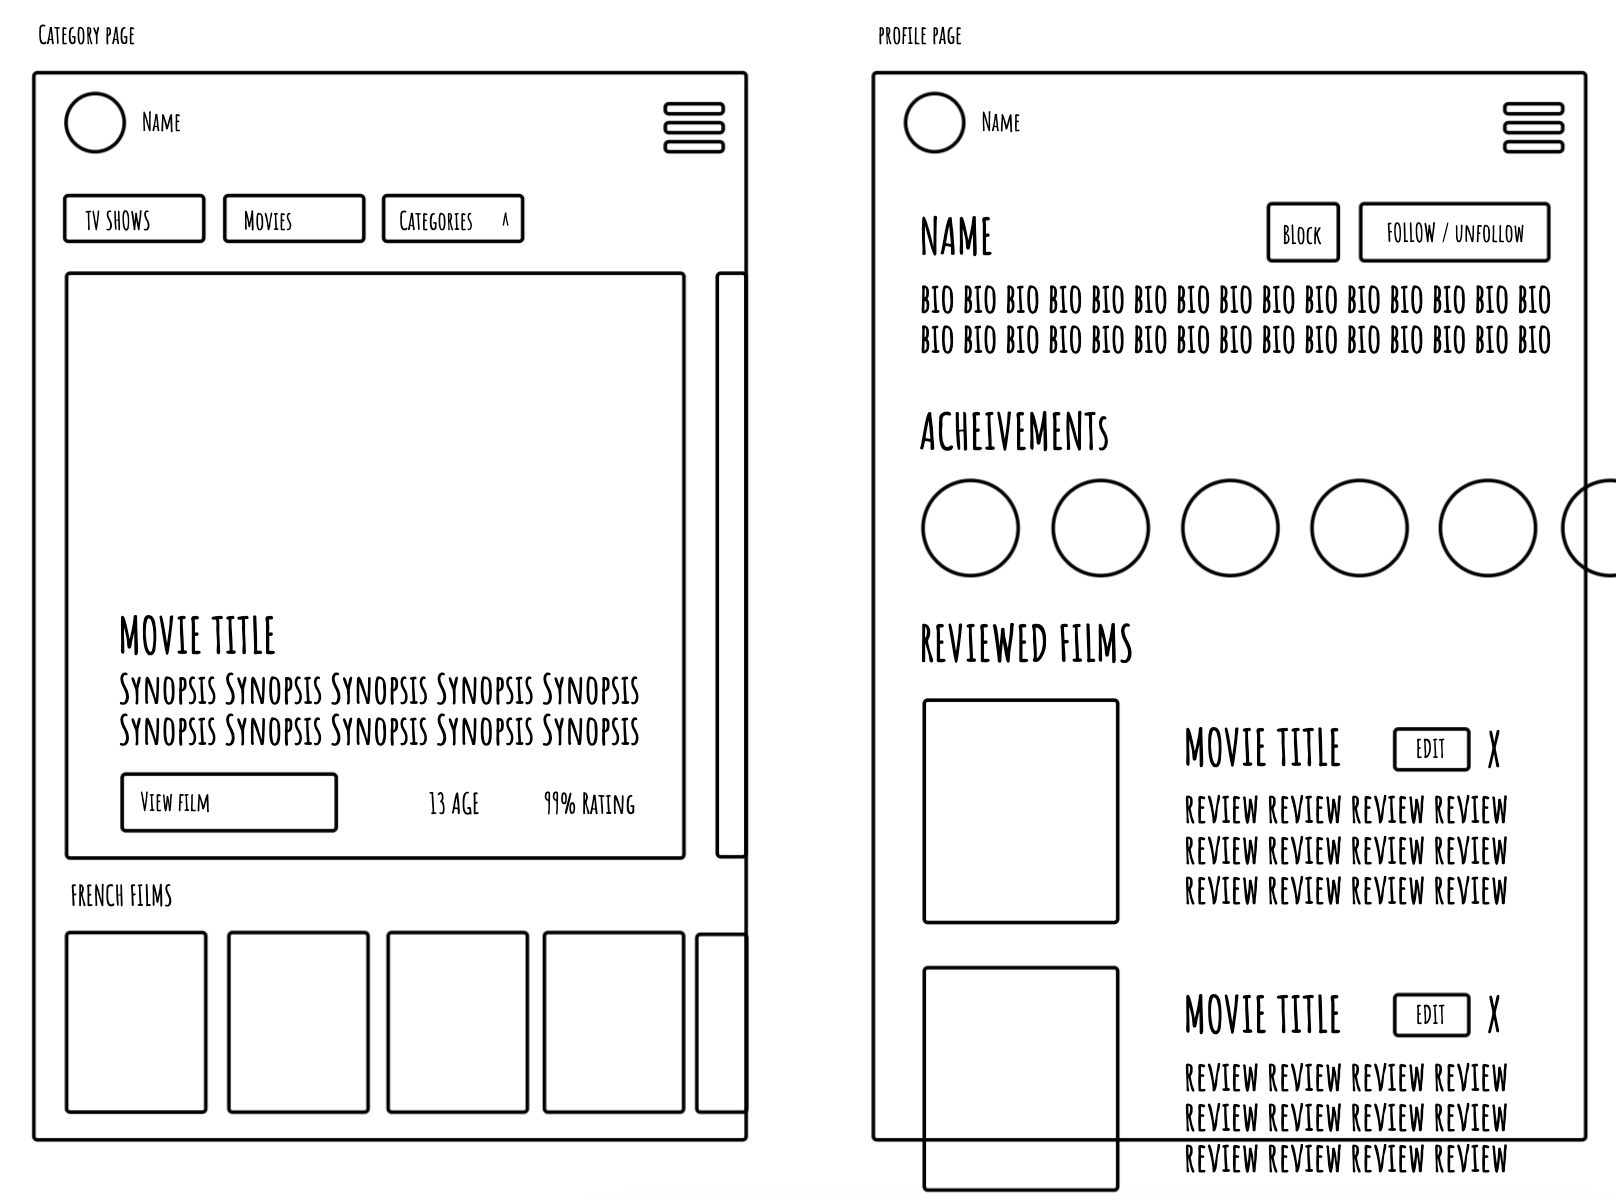 Category page
Name
TV SHOWS
Movies
Categories ^
MOVIE TITLE
Synopsis Synopsis Synopsis Synopsis Synopsis
Synopsis Synopsis Synopsis Synopsis Synopsis
View film
13 AGE
99% Rating
FRENCH FILMS
PROFILE PAGE
Name
NAME
BLock
FOLLOW / unfollow
BIO BIO BIO BIO BIO BIO BIO BIO BIO BIO BIO BIO BIO BIO BIO
BIO BIO BIO BIO BIO BIO BIO BIO BIO BIO BIO BIO BIO BIO BIO
ACHEIVEMENTs
REVIEWED FILMS
MOVIE TITLE
EDIT
X
REVIEW REVIEW REVIEW REVIEW
REVIEW REVIEW REVIEW REVIEW
REVIEW REVIEW REVIEW REVIEW
MOVIE TITLE
EDIT
X
REVIEW REVIEW REVIEW REVIEW
REVIEW REVIEW REVIEW REVIEW
REVIEW REVIEW REVIEW REVIEW